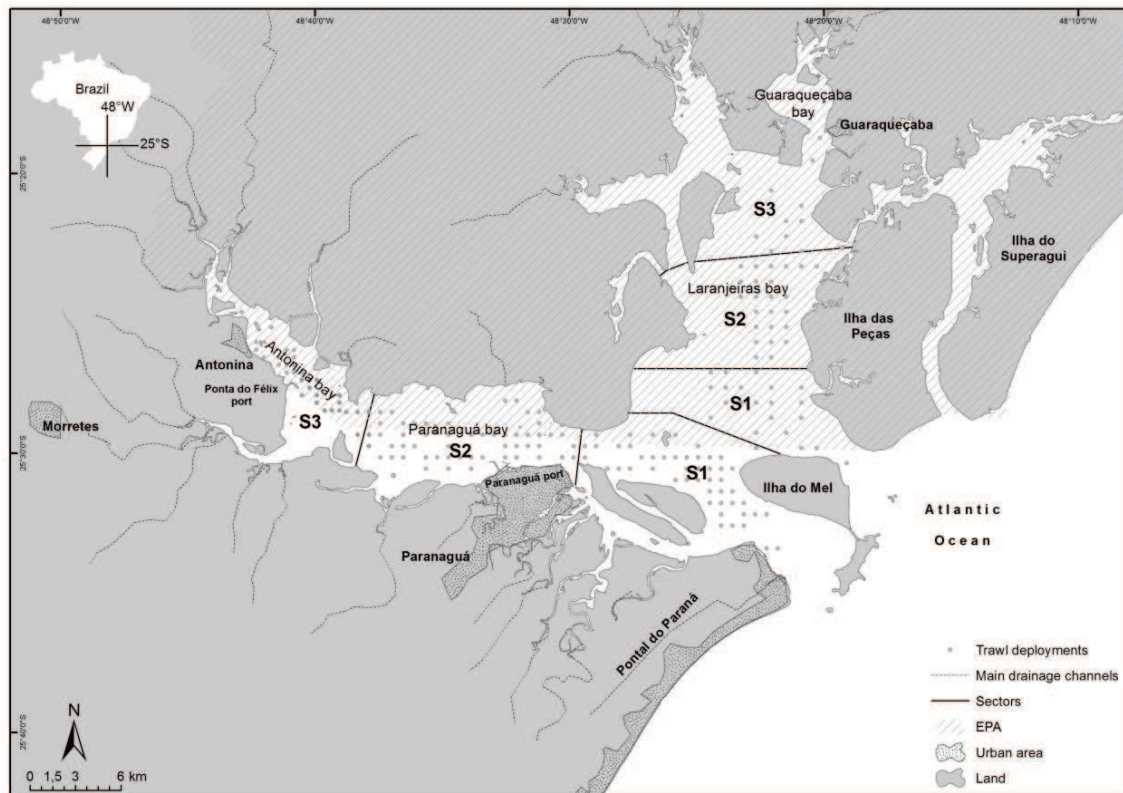 48°50'0"W
48°40'0"W
48°30'0"W
48°20'0"W
48°10'0"W
Brazil
48°W
25°S
25°20'0"S
25°30'0"S
25°40'0"S
Guaraqueçaba
bay
Guaraqueçaba
S3
Ilha do
Superagui
Laranjeiras bay
S2
Ilha das
Peças
Antonina bay
Antonina
Ponta do Félix
port
S3
Morretes
S1
Paranaguá bay
S2
S1
Paranaguá port
Ilha do Mel
Atlantic
Ocean
Paranaguá
Pontal do Paraná
Trawl deployments
Main drainage channels
Sectors
EPA
Urban area
Land
N
0 1,5 3 6 km